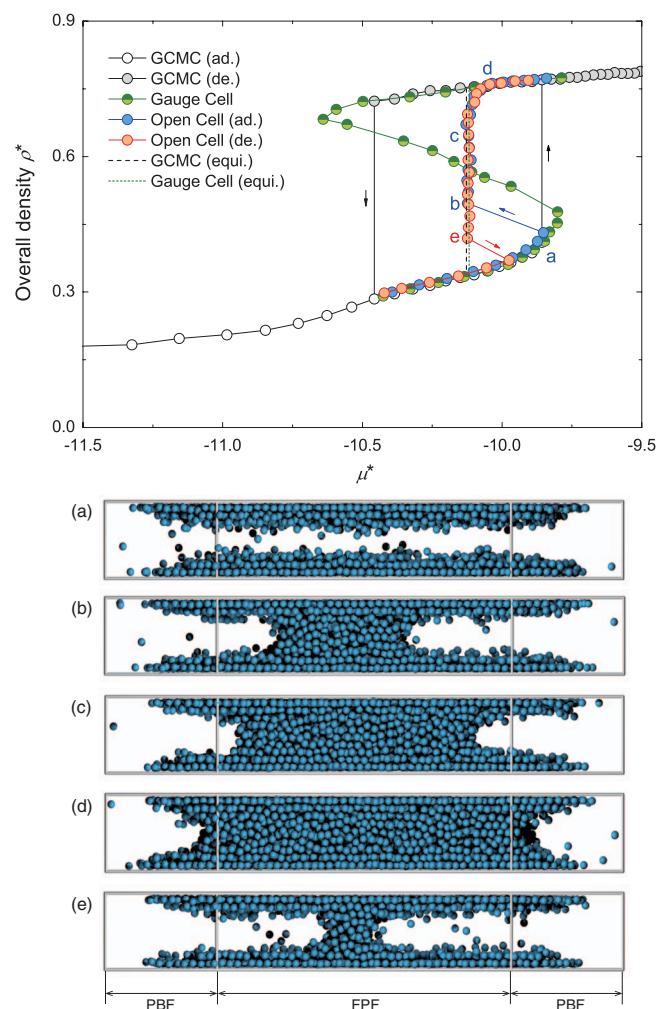 0.9
GCMC (ad.)
GCMC (de.)
Gauge Cell
Open Cell (ad.)
Open Cell (de.)
GCMC (equi.)
Gauge Cell (equi.)
d
c
b
e
a
0.6
0.3
0.0
Overall density ρ*
-11.5 -11.0 -10.5 -10.0 -9.5
μ*
(a)
(b)
(c)
(d)
(e)
PBF FPF PBF